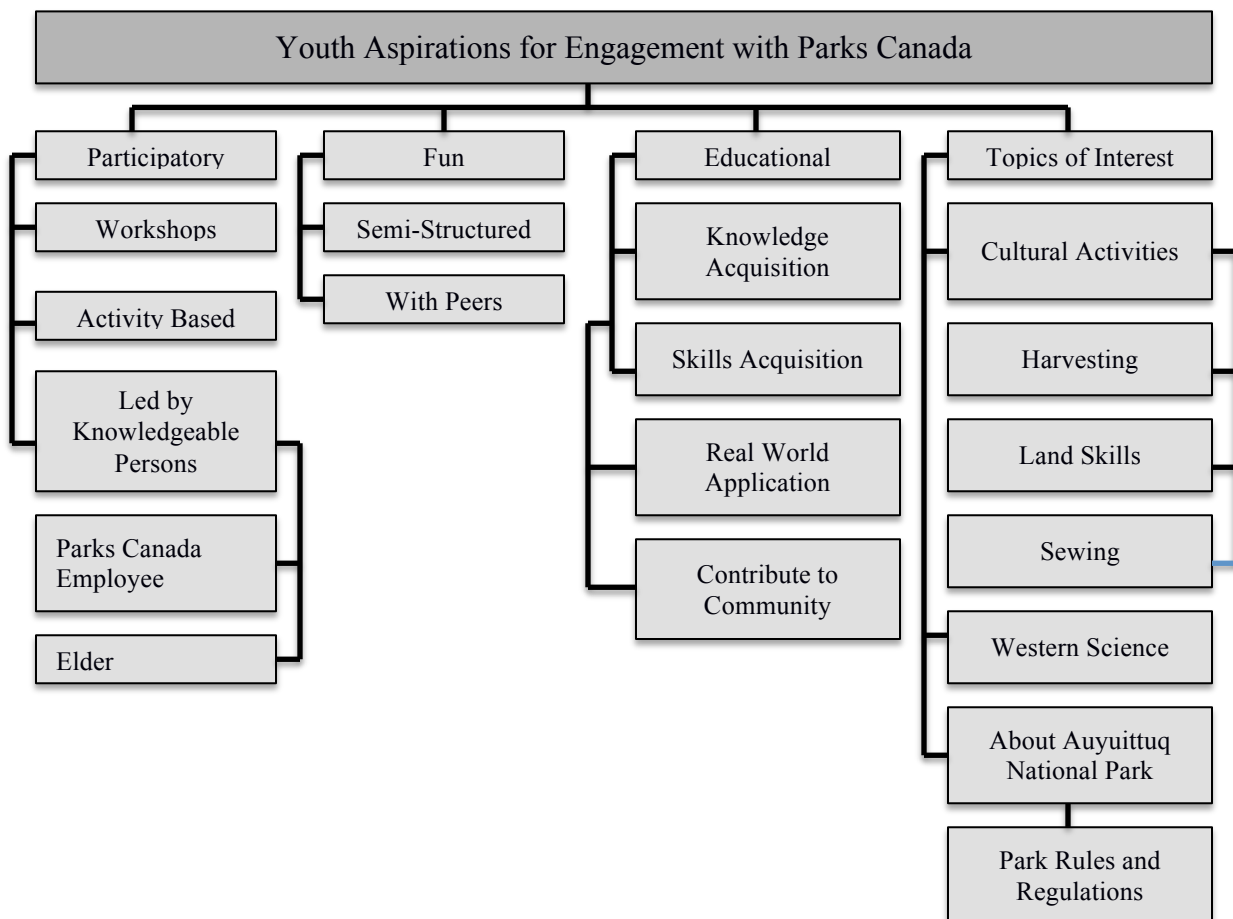 Youth Aspirations for Engagement with Parks Canada
Participatory
Workshops
Activity Based
Led by
Knowledgeable
Persons
Parks Canada
Employee
Elder
Fun
Semi-Structured
With Peers
Educational
Knowledge
Acquisition
Skills Acquisition
Real World
Application
Contribute to
Community
Topics of Interest
Cultural Activities
Harvesting
Land Skills
Sewing
Western Science
About Auyuittuq
National Park
Park Rules and
Regulations